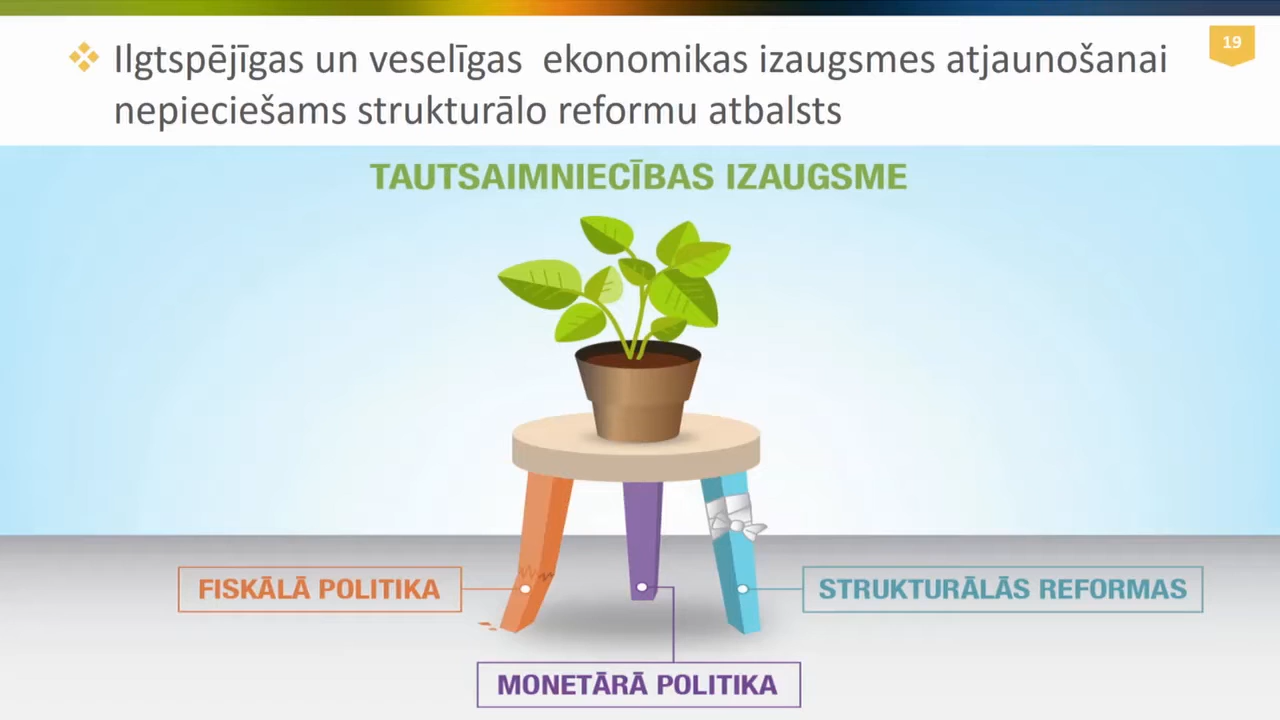 19
❖ Ilgtspējīgas un veselīgas ekonomikas izaugsmes atjaunošanai
nepieciešams strukturālo reformu atbalsts
TAUTSAIMNIECĪBAS IZAUGSME
FISKĀLĀ POLITIKA
STRUKTURĀLĀS REFORMAS
MONETĀRĀ POLITIKA